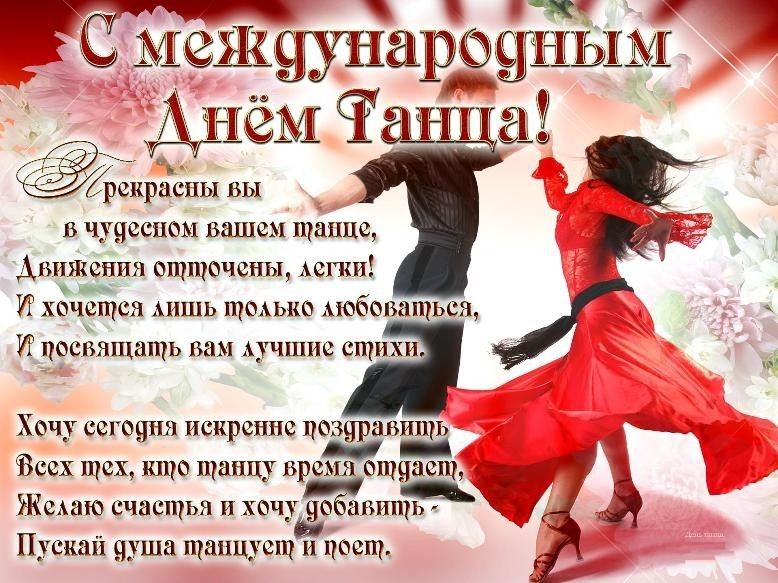 С международным
Днём Танца!
Прекрасны вы
в чудесном вашем танце,
Движения отточены, легки!
И хочется лишь только любоваться,
И посвящать вам лучшие стихи.
Хочу сегодня искренне поздравить
Всех тех, кто танцу время отдает,
Желаю счастья и хочу добавить -
Пускай душа танцует и поет.